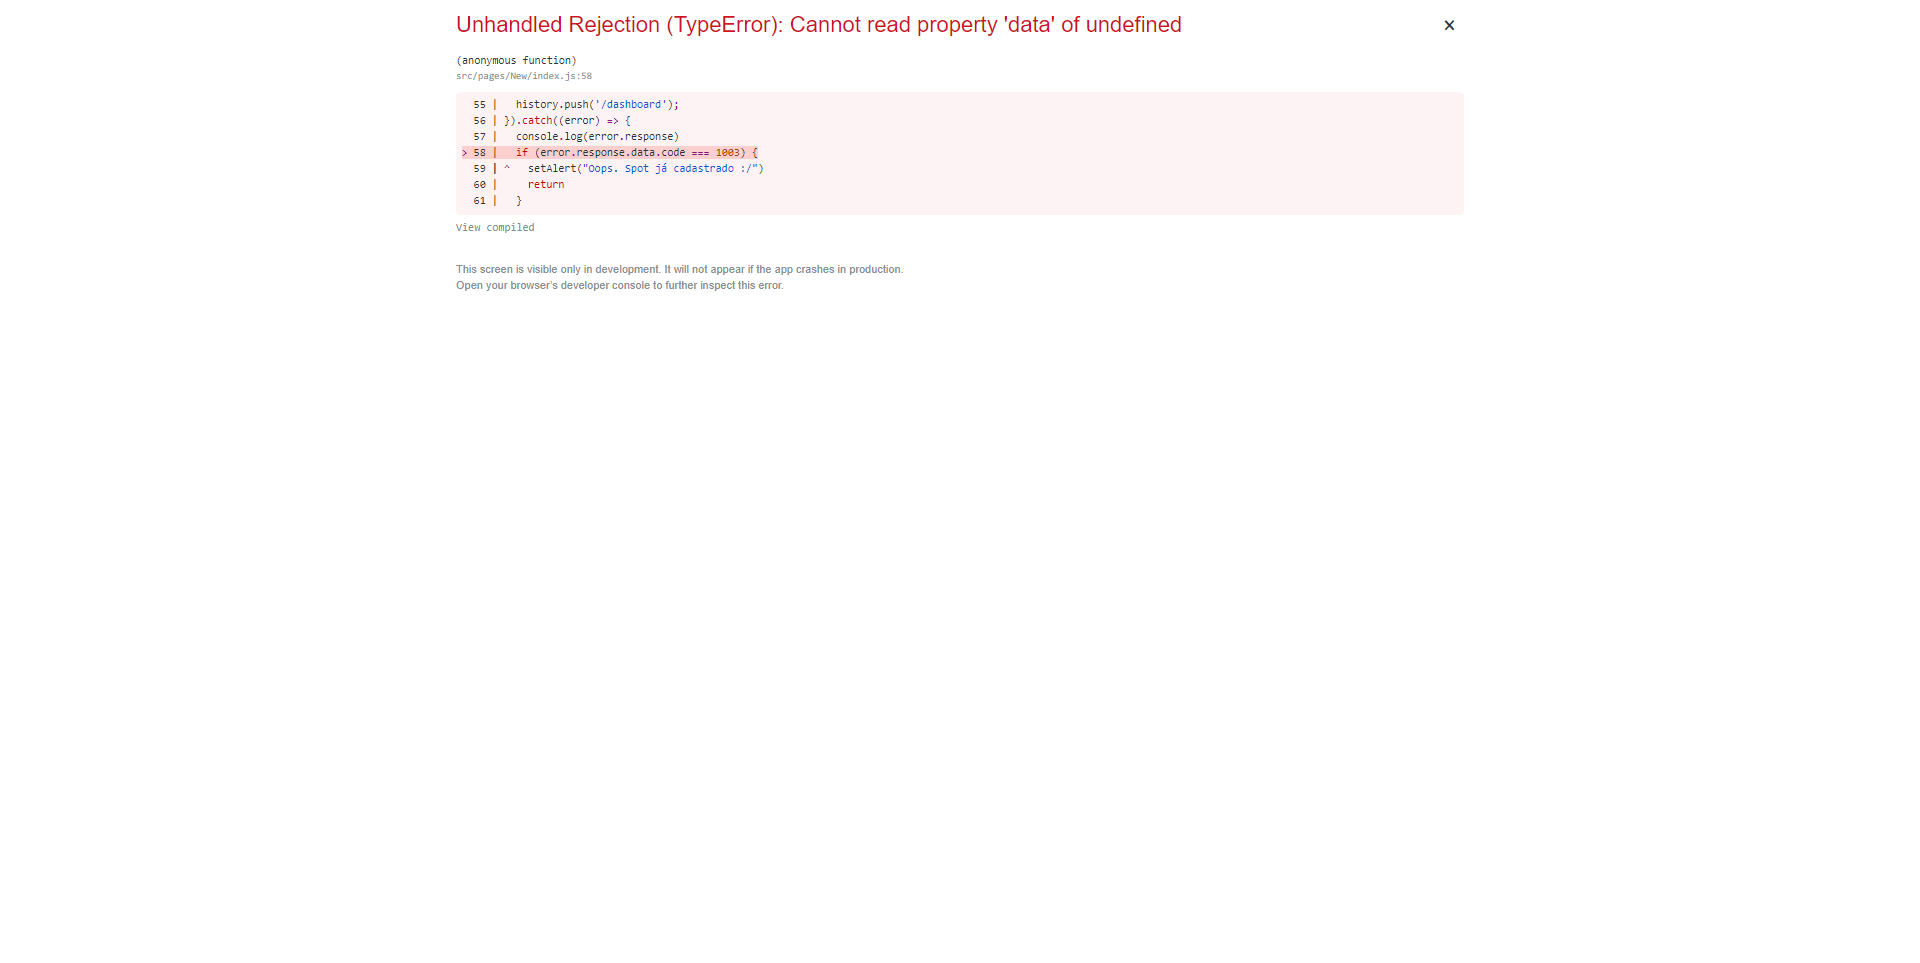 Unhandled Rejection (TypeError): Cannot read property 'data' of undefined
×
(anonymous function)
src/pages/New/index.js:58
55 |   history.push('/dashboard');
56 | }).catch((error) => {
57 |   console.log(error.response)
> 58 |   if (error.response.data.code === 1003) {
59 | ^   setAlert("Oops. Spot já cadastrado :/")
60 |     return
61 |   }
View compiled
This screen is visible only in development. It will not appear if the app crashes in production.
Open your browser's developer console to further inspect this error.